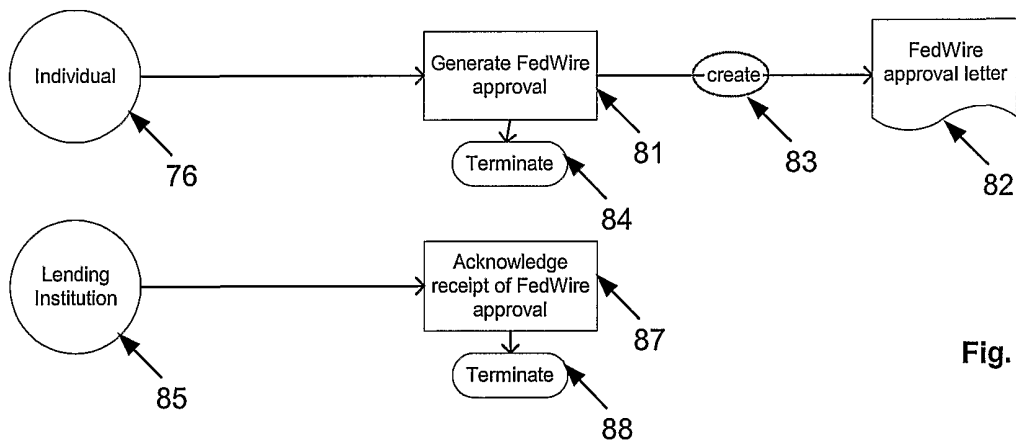 Individual
Generate FedWire
approval
create
FedWire
approval letter
76
Terminate
81
83
82
84
Lending
Institution
Acknowledge
receipt of FedWire
approval
87
Fig.
85
Terminate
88